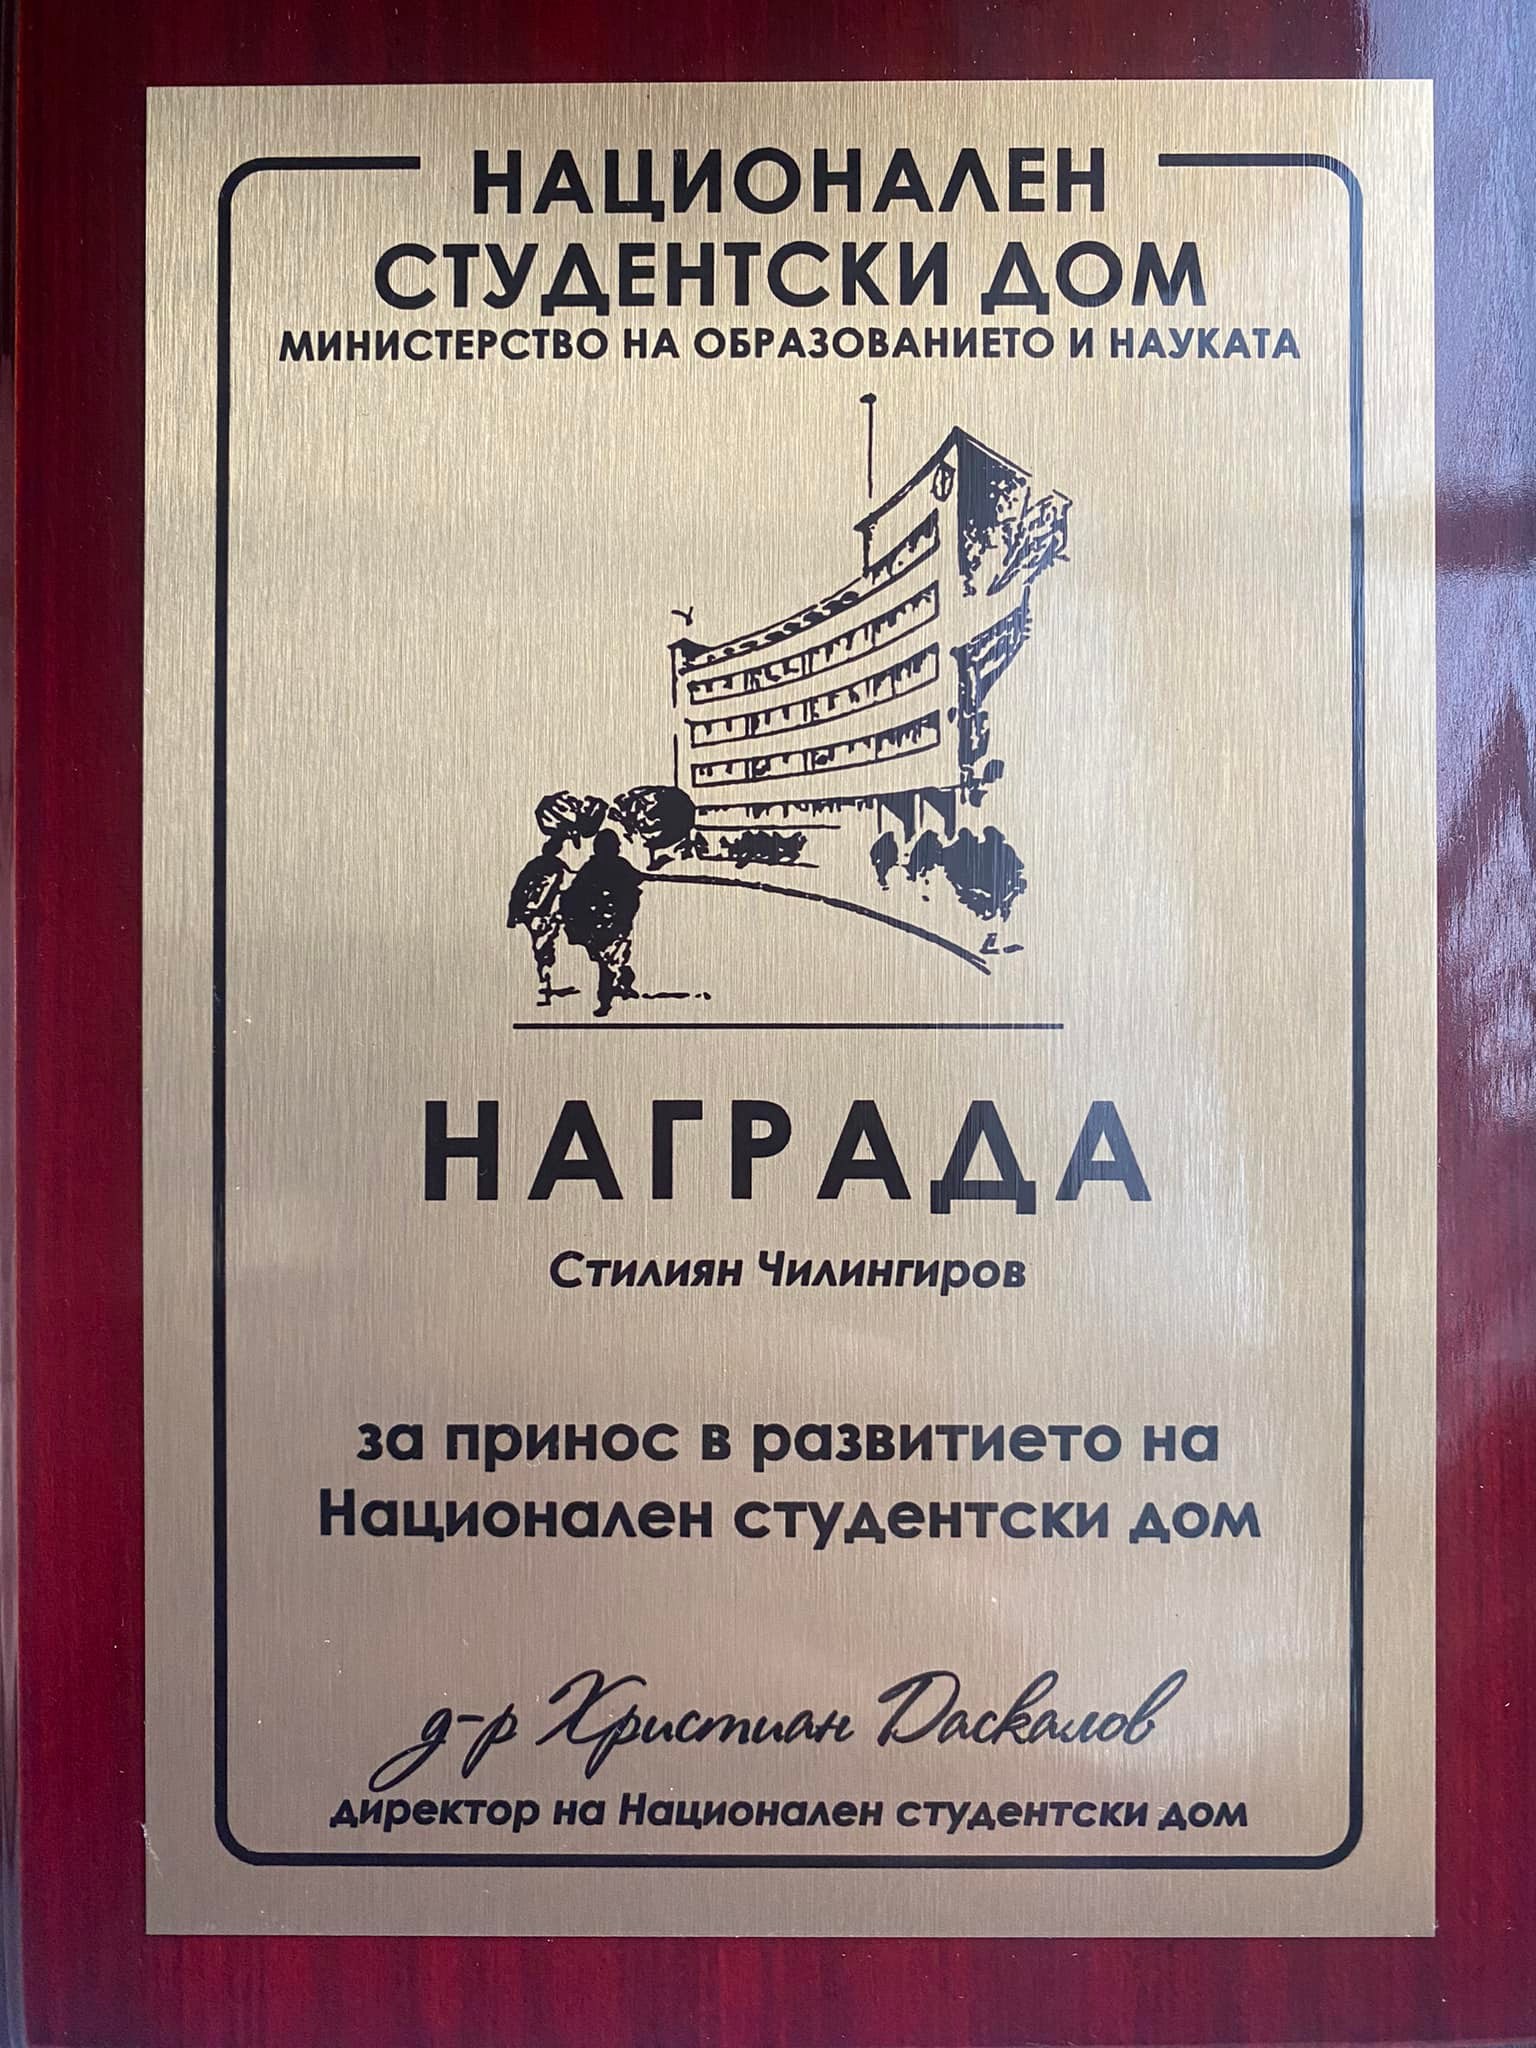 НАЦИОНАЛЕН
СТУДЕНТСКИ ДОМ
МИНИСТЕРСТВО НА ОБРАЗОВАНИЕТО И НАУКАТА
НАГРАДА
Стилиян Чилингиров
за принос в развитието на
Национален студентски дом
д-р Христиан Даскалов
директор на Национален студентски дом